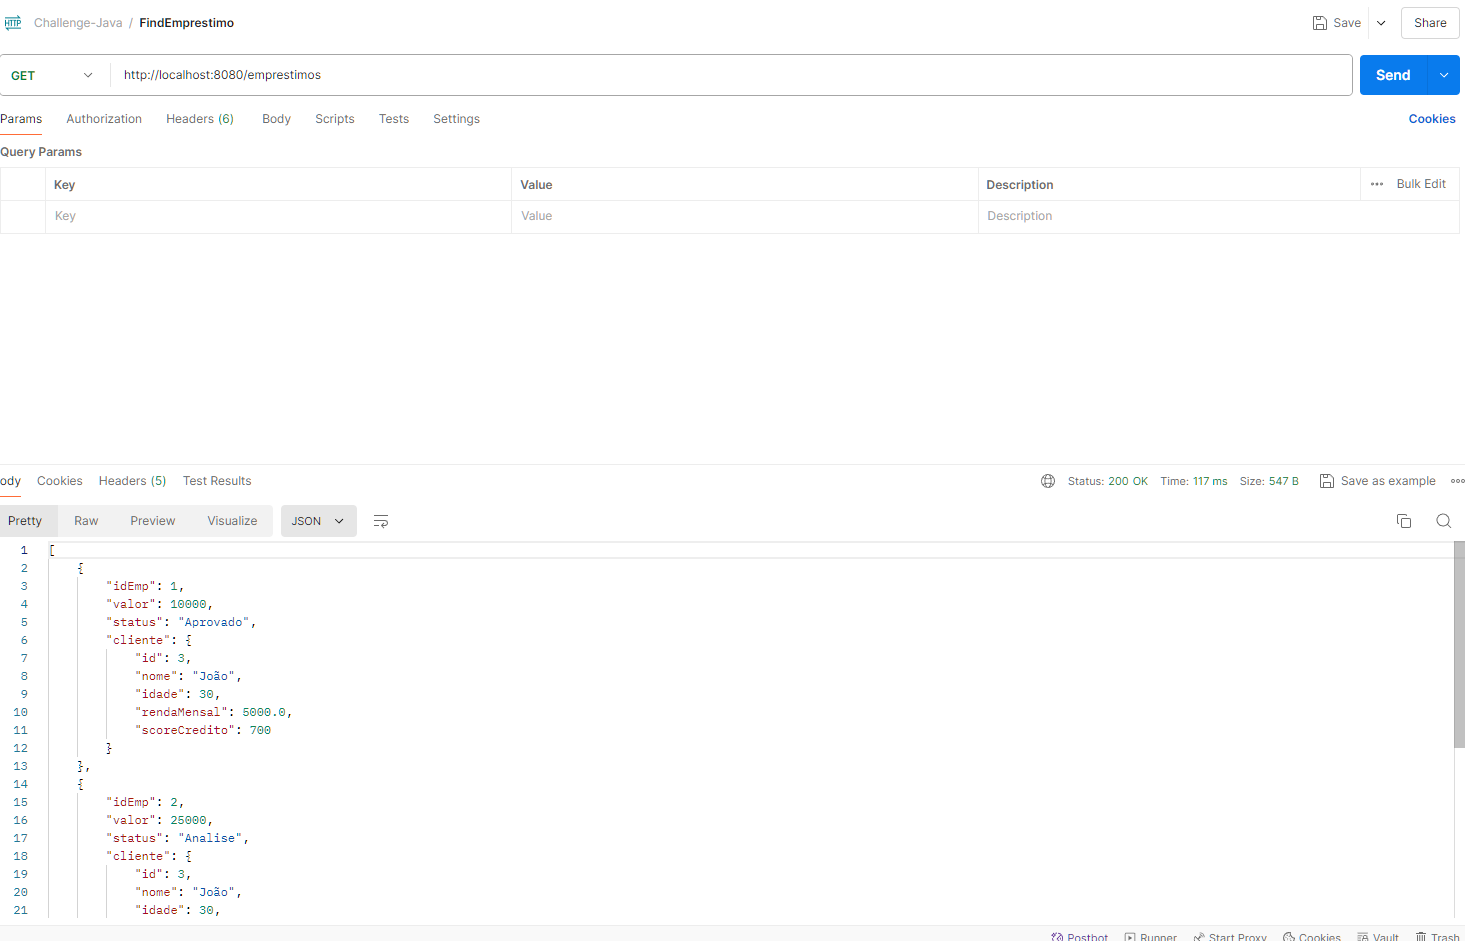 HTTP Challenge-Java / FindEmprestimo Save Share
GET http://localhost:8080/emprestimos Send
Params Authorization Headers (6) Body Scripts Tests Settings Cookies
Query Params
Key Value Description ••• Bulk Edit
Key Value Description
ody Cookies Headers (5) Test Results Status: 200 OK Time: 117 ms Size: 547 B Save as example
Pretty Raw Preview Visualize JSON
1 [
2 {
3 "idEmp": 1,
4 "valor": 10000,
5 "status": "Aprovado",
6 "cliente": {
7 "id": 3,
8 "nome": "João",
9 "idade": 30,
10 "rendaMensal": 5000.0,
11 "scoreCredito": 700
12 }
13 },
14 {
15 "idEmp": 2,
16 "valor": 25000,
17 "status": "Analise",
18 "cliente": {
19 "id": 3,
20 "nome": "João",
21 "idade": 30,
Postbot Runner Start Proxy Cookies Vault Trash